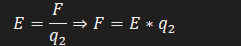 E = F/q₂ ⇒ F = E * q₂